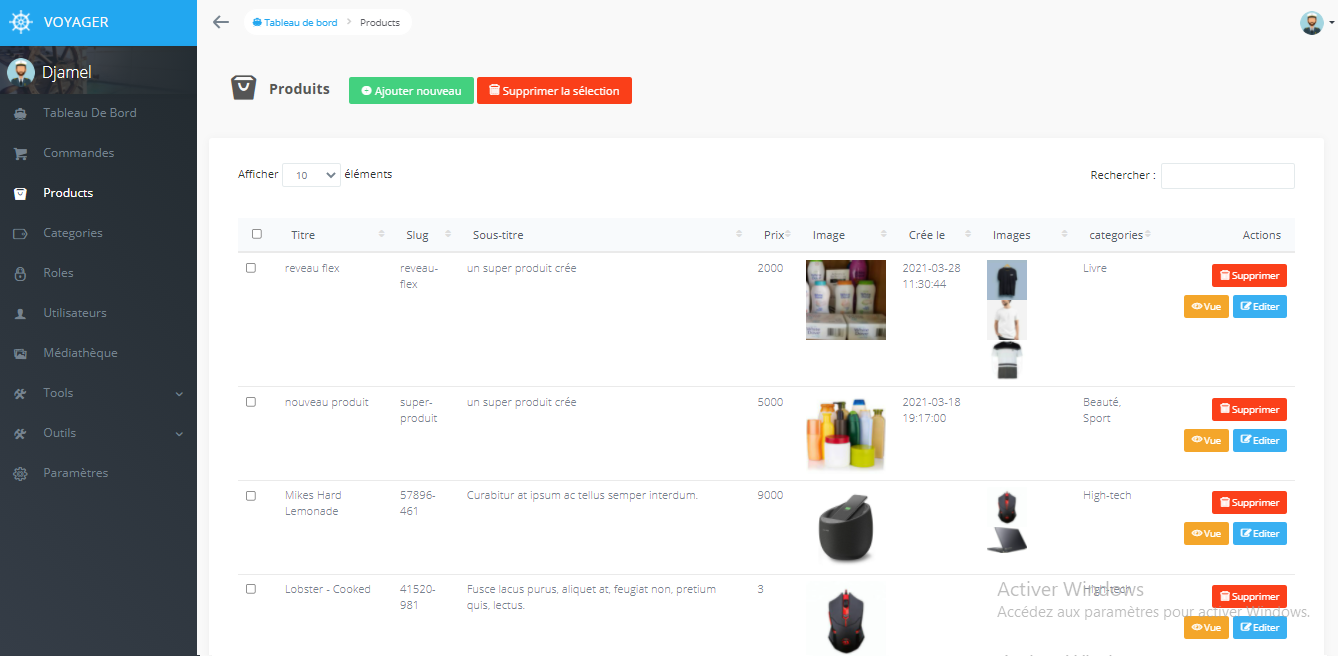 VOYAGER
Djamel
Tableau De Bord
Commandes
Products
Categories
Roles
Utilisateurs
Médiathèque
Tools
Outils
Paramètres
Tableau de bord > Products
Produits
Ajouter nouveau
Supprimer la sélection
Afficher 10 éléments
Rechercher :
Titre Slug Sous-titre Prix Image Crée le Images categories Actions
reveau flex reveau- un super produit crée 2000 2021-03-28 Livre Supprimer
flex 11:30:44
Vue Editer
nouveau produit super- un super produit crée 5000 2021-03-18 Beauté, Supprimer
produit 19:17:00 Sport
Vue Editer
Mikes Hard 57896- Curabitur at ipsum ac tellus semper interdum. 9000 High-tech Supprimer
Lemonade 461
Vue Editer
Lobster - Cooked 41520- Fusce lacus purus, aliquet at, feugiat non, pretium 3 High-tech Supprimer
981 quis, lectus.
Vue Editer
Activer Windows
Accédez aux paramètres pour activer Windows.